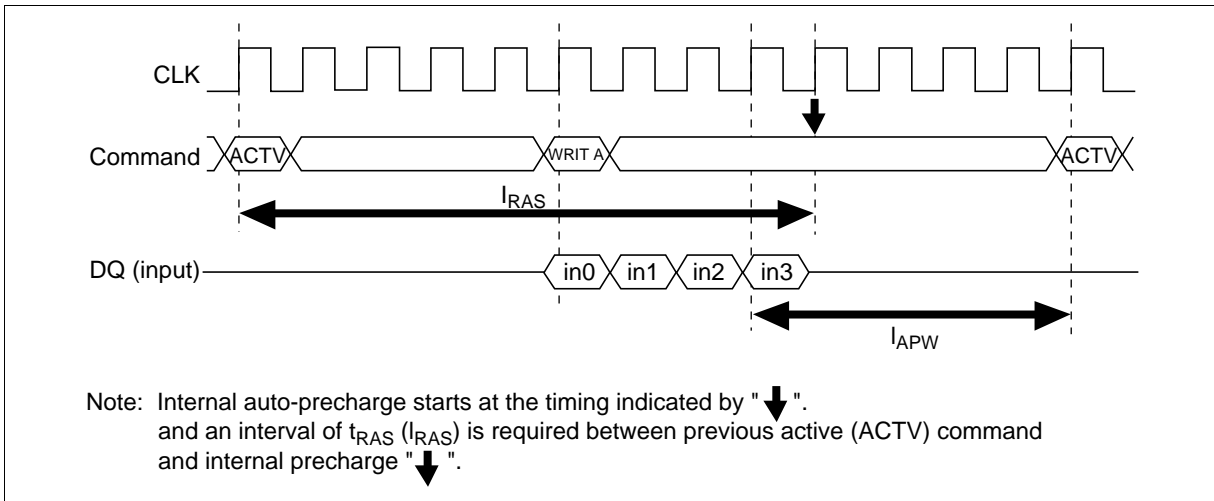 CLK
Command ACTV WRIT A ACTV
lRAS
DQ (input) in0 in1 in2 in3
lAPW
Note: Internal auto-precharge starts at the timing indicated by " ".
and an interval of tRAS (lRAS) is required between previous active (ACTV) command
and internal precharge " ".